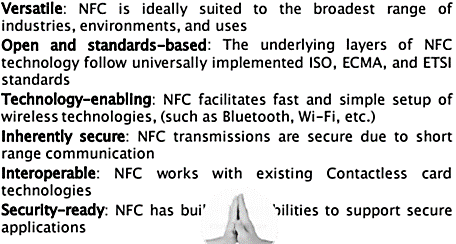 Versatile: NFC is ideally suited to the broadest range of
industries, environments, and uses
Open and standards-based: The underlying layers of NFC
technology follow universally implemented ISO, ECMA, and ETSI
standards
Technology-enabling: NFC facilitates fast and simple setup of
wireless technologies, (such as Bluetooth, Wi-Fi, etc.)
Inherently secure: NFC transmissions are secure due to short
range communication
Interoperable: NFC works with existing Contactless card
technologies
Security-ready: NFC has to support secure
applications